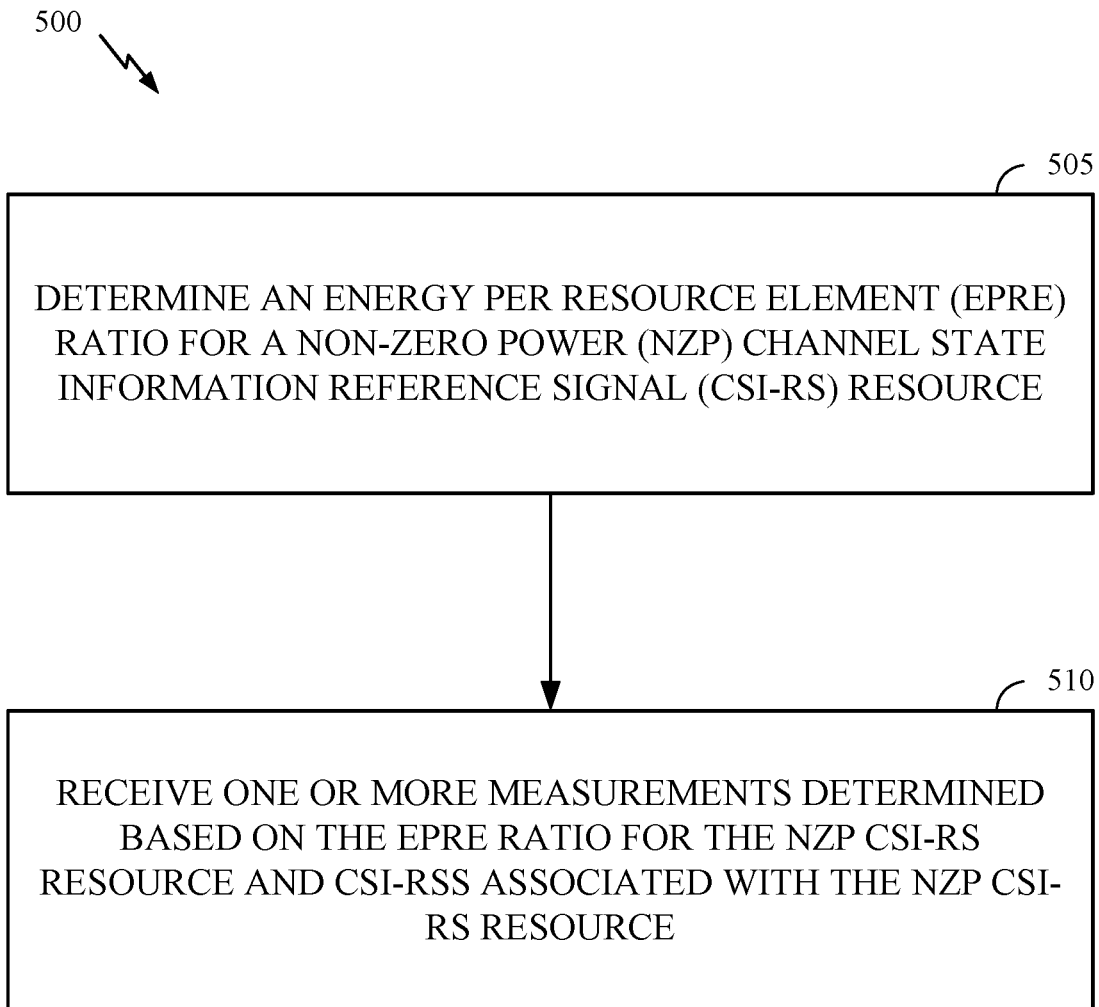 500
505
DETERMINE AN ENERGY PER RESOURCE ELEMENT (EPRE)
RATIO FOR A NON-ZERO POWER (NZP) CHANNEL STATE
INFORMATION REFERENCE SIGNAL (CSI-RS) RESOURCE
510
RECEIVE ONE OR MORE MEASUREMENTS DETERMINED
BASED ON THE EPRE RATIO FOR THE NZP CSI-RS
RESOURCE AND CSI-RSS ASSOCIATED WITH THE NZP CSI-
RS RESOURCE